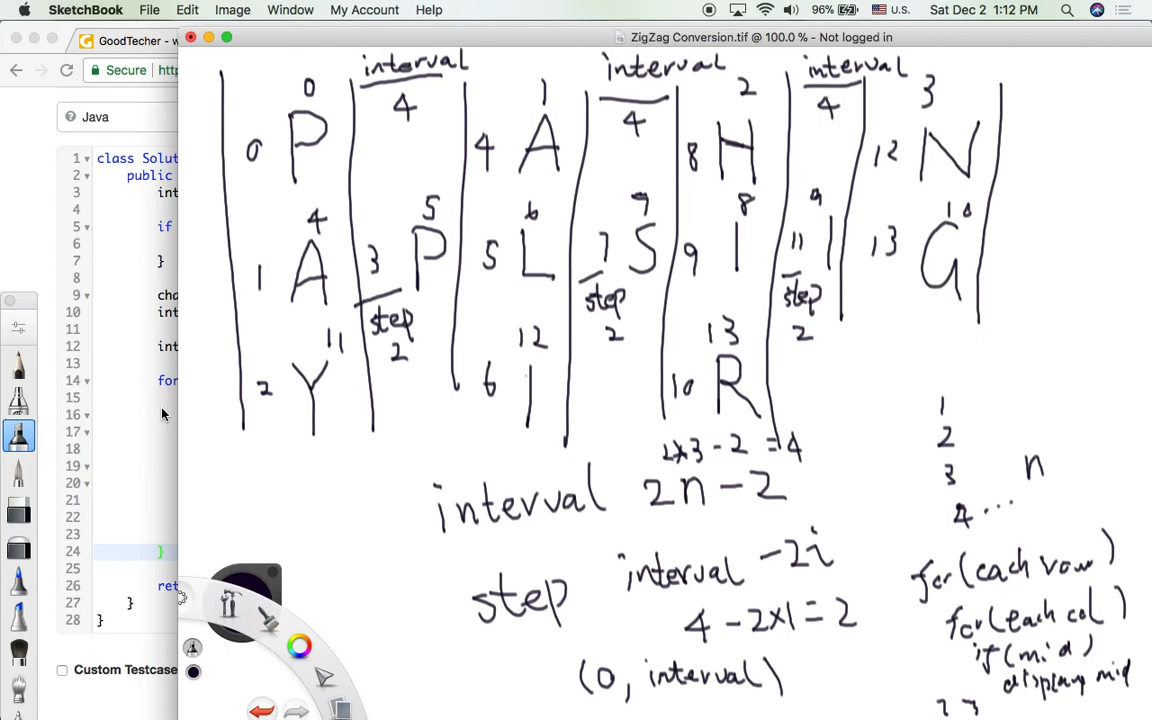 SketchBook File Edit Image Window My Account Help 96% U.S. Sat Dec 2 1:12 PM
GoodTecher - w
ZigZag Conversion.tif @ 100.0 % - Not logged in
Secure
Java
1 class Solut
2 public
3 int
4
5 if
6
7 }
8
9 cha
10 int
11
12 int
13
14 for
15
16
17
18
19
20
21
22
23
24 }
25
26 ret
27 }
28 }
Custom Testcase
interval interval interval
0 4 1 4 2 4 3
0 P 4 A 8 H 12 N
4 5 6 9 8 9 10
1 A 3 P 5 L 7 S 9 I 11 I 13 G
step step step
2 2 2
11 12 13
2 Y 6 I 10 R
2x3 - 2 = 4
interval 2n - 2
1
2
3 n
4 ...
step interval - 2i
4 - 2x1 = 2
(0, interval)
for(each row)
for(each col)
if(mid)
display mid